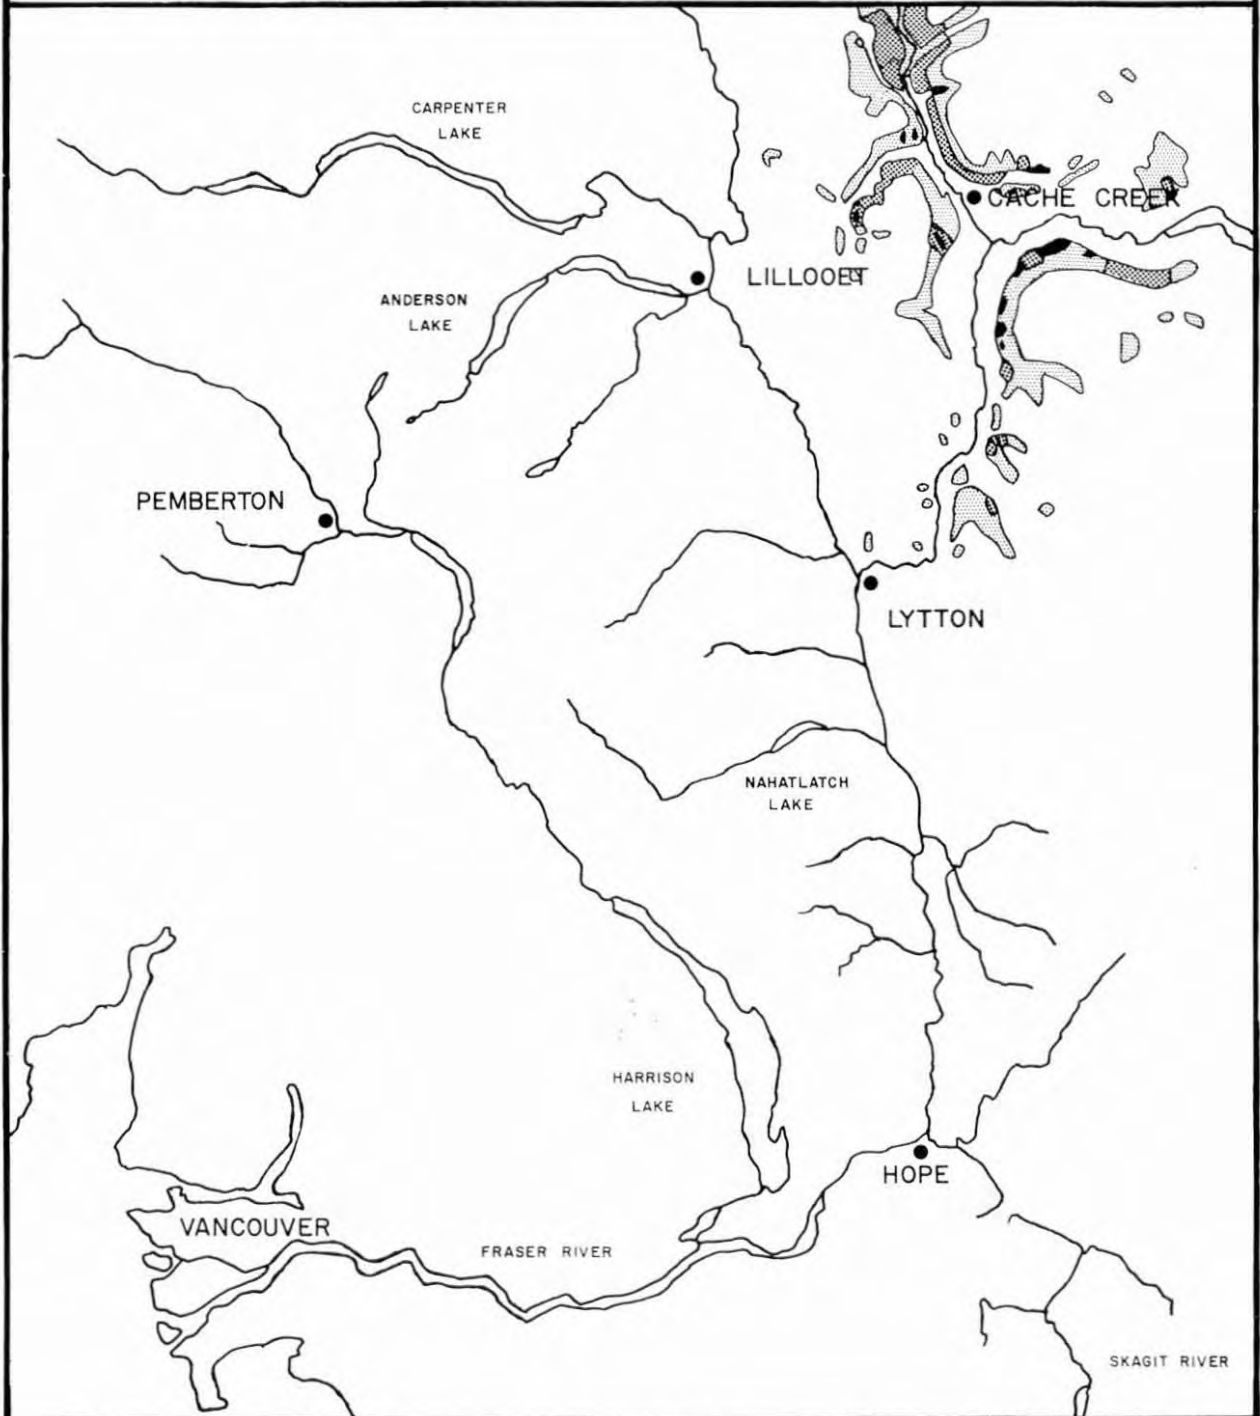 CARPENTER
LAKE
CACHE CREEK
LILLOOET
ANDERSON
LAKE
PEMBERTON
LYTTON
NAHATLATCH
LAKE
HARRISON
LAKE
HOPE
VANCOUVER
FRASER RIVER
SKAGIT RIVER